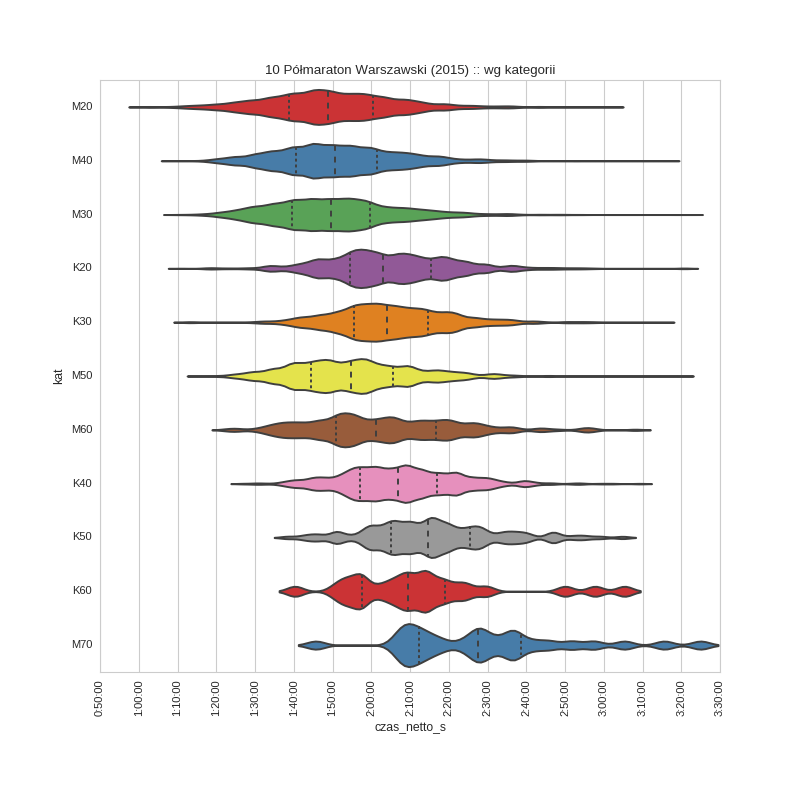 10 Półmaraton Warszawski (2015) :: wg kategorii
M20
M40
M30
K20
K30
M50
M60
K40
K50
K60
M70
kat
0:50:00
1:00:00
1:10:00
1:20:00
1:30:00
1:40:00
1:50:00
2:00:00
2:10:00
2:20:00
2:30:00
2:40:00
2:50:00
3:00:00
3:10:00
3:20:00
3:30:00
czas_netto_s